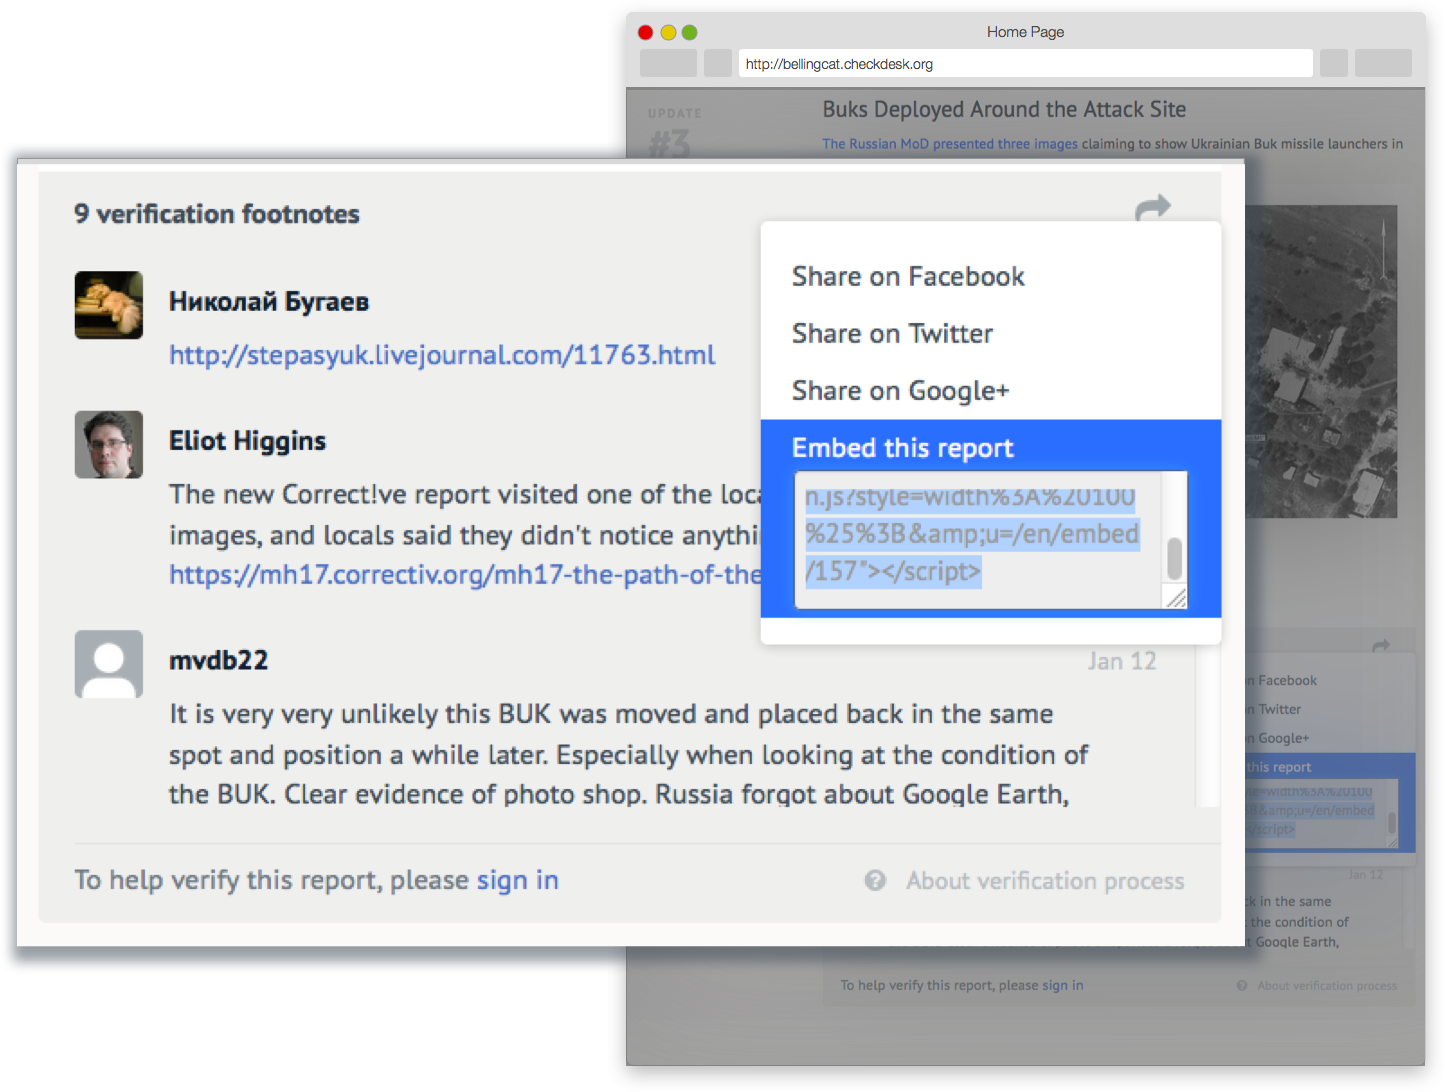 Home Page
http://bellingcat.checkdesk.org
UPDATE
#3
Buks Deployed Around the Attack Site
The Russian MoD presented three images claiming to show Ukrainian Buk missile launchers in
9 verification footnotes
Николай Бугаев
http://stepasyuk.livejournal.com/11763.html
Eliot Higgins
The new Correct!ve report visited one of the loca
images, and locals said they didn't notice anythi
https://mh17.correctiv.org/mh17-the-path-of-the
mvdb22
Jan 12
It is very very unlikely this BUK was moved and placed back in the same
spot and position a while later. Especially when looking at the condition of
the BUK. Clear evidence of photo shop. Russia forgot about Google Earth,
To help verify this report, please sign in
About verification process
Share on Facebook
Share on Twitter
Share on Google+
Embed this report
n.js?style=width%3A%20100
%25%3B&amp;u=/en/embed
/157"></script>
n Facebook
n Twitter
n Google+
this report
le=width%3A%20100
B&amp;u=/en/embed
></script>
Jan 12
ck in the same
the condition of
t Google Earth,
To help verify this report, please sign in
About verification process